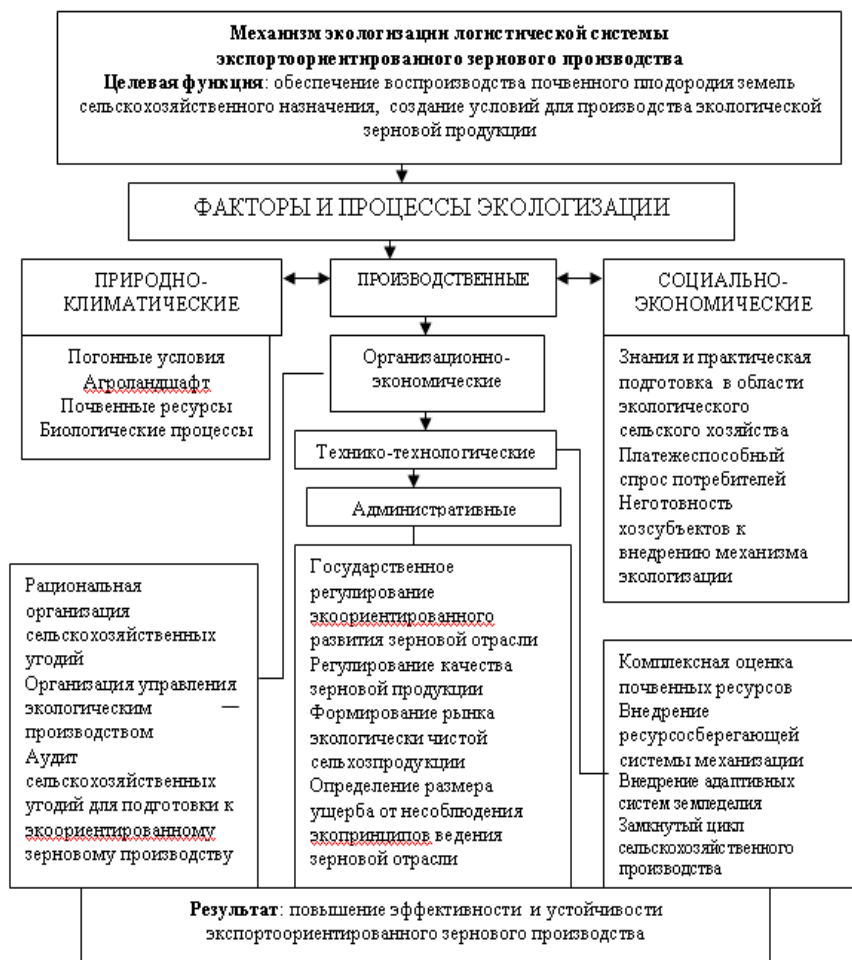 Механизм экологизации логистической системы
экспортоориентированного зернового производства
Целевая функция: обеспечение воспроизводства почвенного плодородия земель
сельскохозяйственного назначения, создание условий для производства экологической
зерновой продукции
ФАКТОРЫ И ПРОЦЕССЫ ЭКОЛОГИЗАЦИИ
ПРИРОДНО-
КЛИМАТИЧЕСКИЕ
ПРОИЗВОДСТВЕННЫЕ
СОЦИАЛЬНО-
ЭКОНОМИЧЕСКИЕ
Погонные условия
Агроландшафт
Почвенные ресурсы
Биологические процессы
Организационно-
экономические
Технико-технологические
Административные
Знания и практическая
подготовка в области
экологического
сельского хозяйства
Платежеспособный
спрос потребителей
Неготовность
хозсубъектов к
внедрению механизма
экологизации
Рациональная
организация
сельскохозяйственных
угодий
Организация управления
экологическим —
производством
Аудит
сельскохозяйственных
угодий для подготовки к
экоориентированному
зерновому производству
Государственное
регулирование
экоориентированного
развития зерновой отрасли
Регулирование качества
зерновой продукции
Формирование рынка
экологически чистой
сельхозпродукции
Определение размера
ущерба от несоблюдения
экопринципов ведения
зерновой отрасли
Комплексная оценка
почвенных ресурсов
Внедрение
ресурсосберегающей
системы механизации
Внедрение адаптивных
систем земледелия
Замкнутый цикл
сельскохозяйственного
производства
Результат: повышение эффективности и устойчивости
экспортоориентированного зернового производства